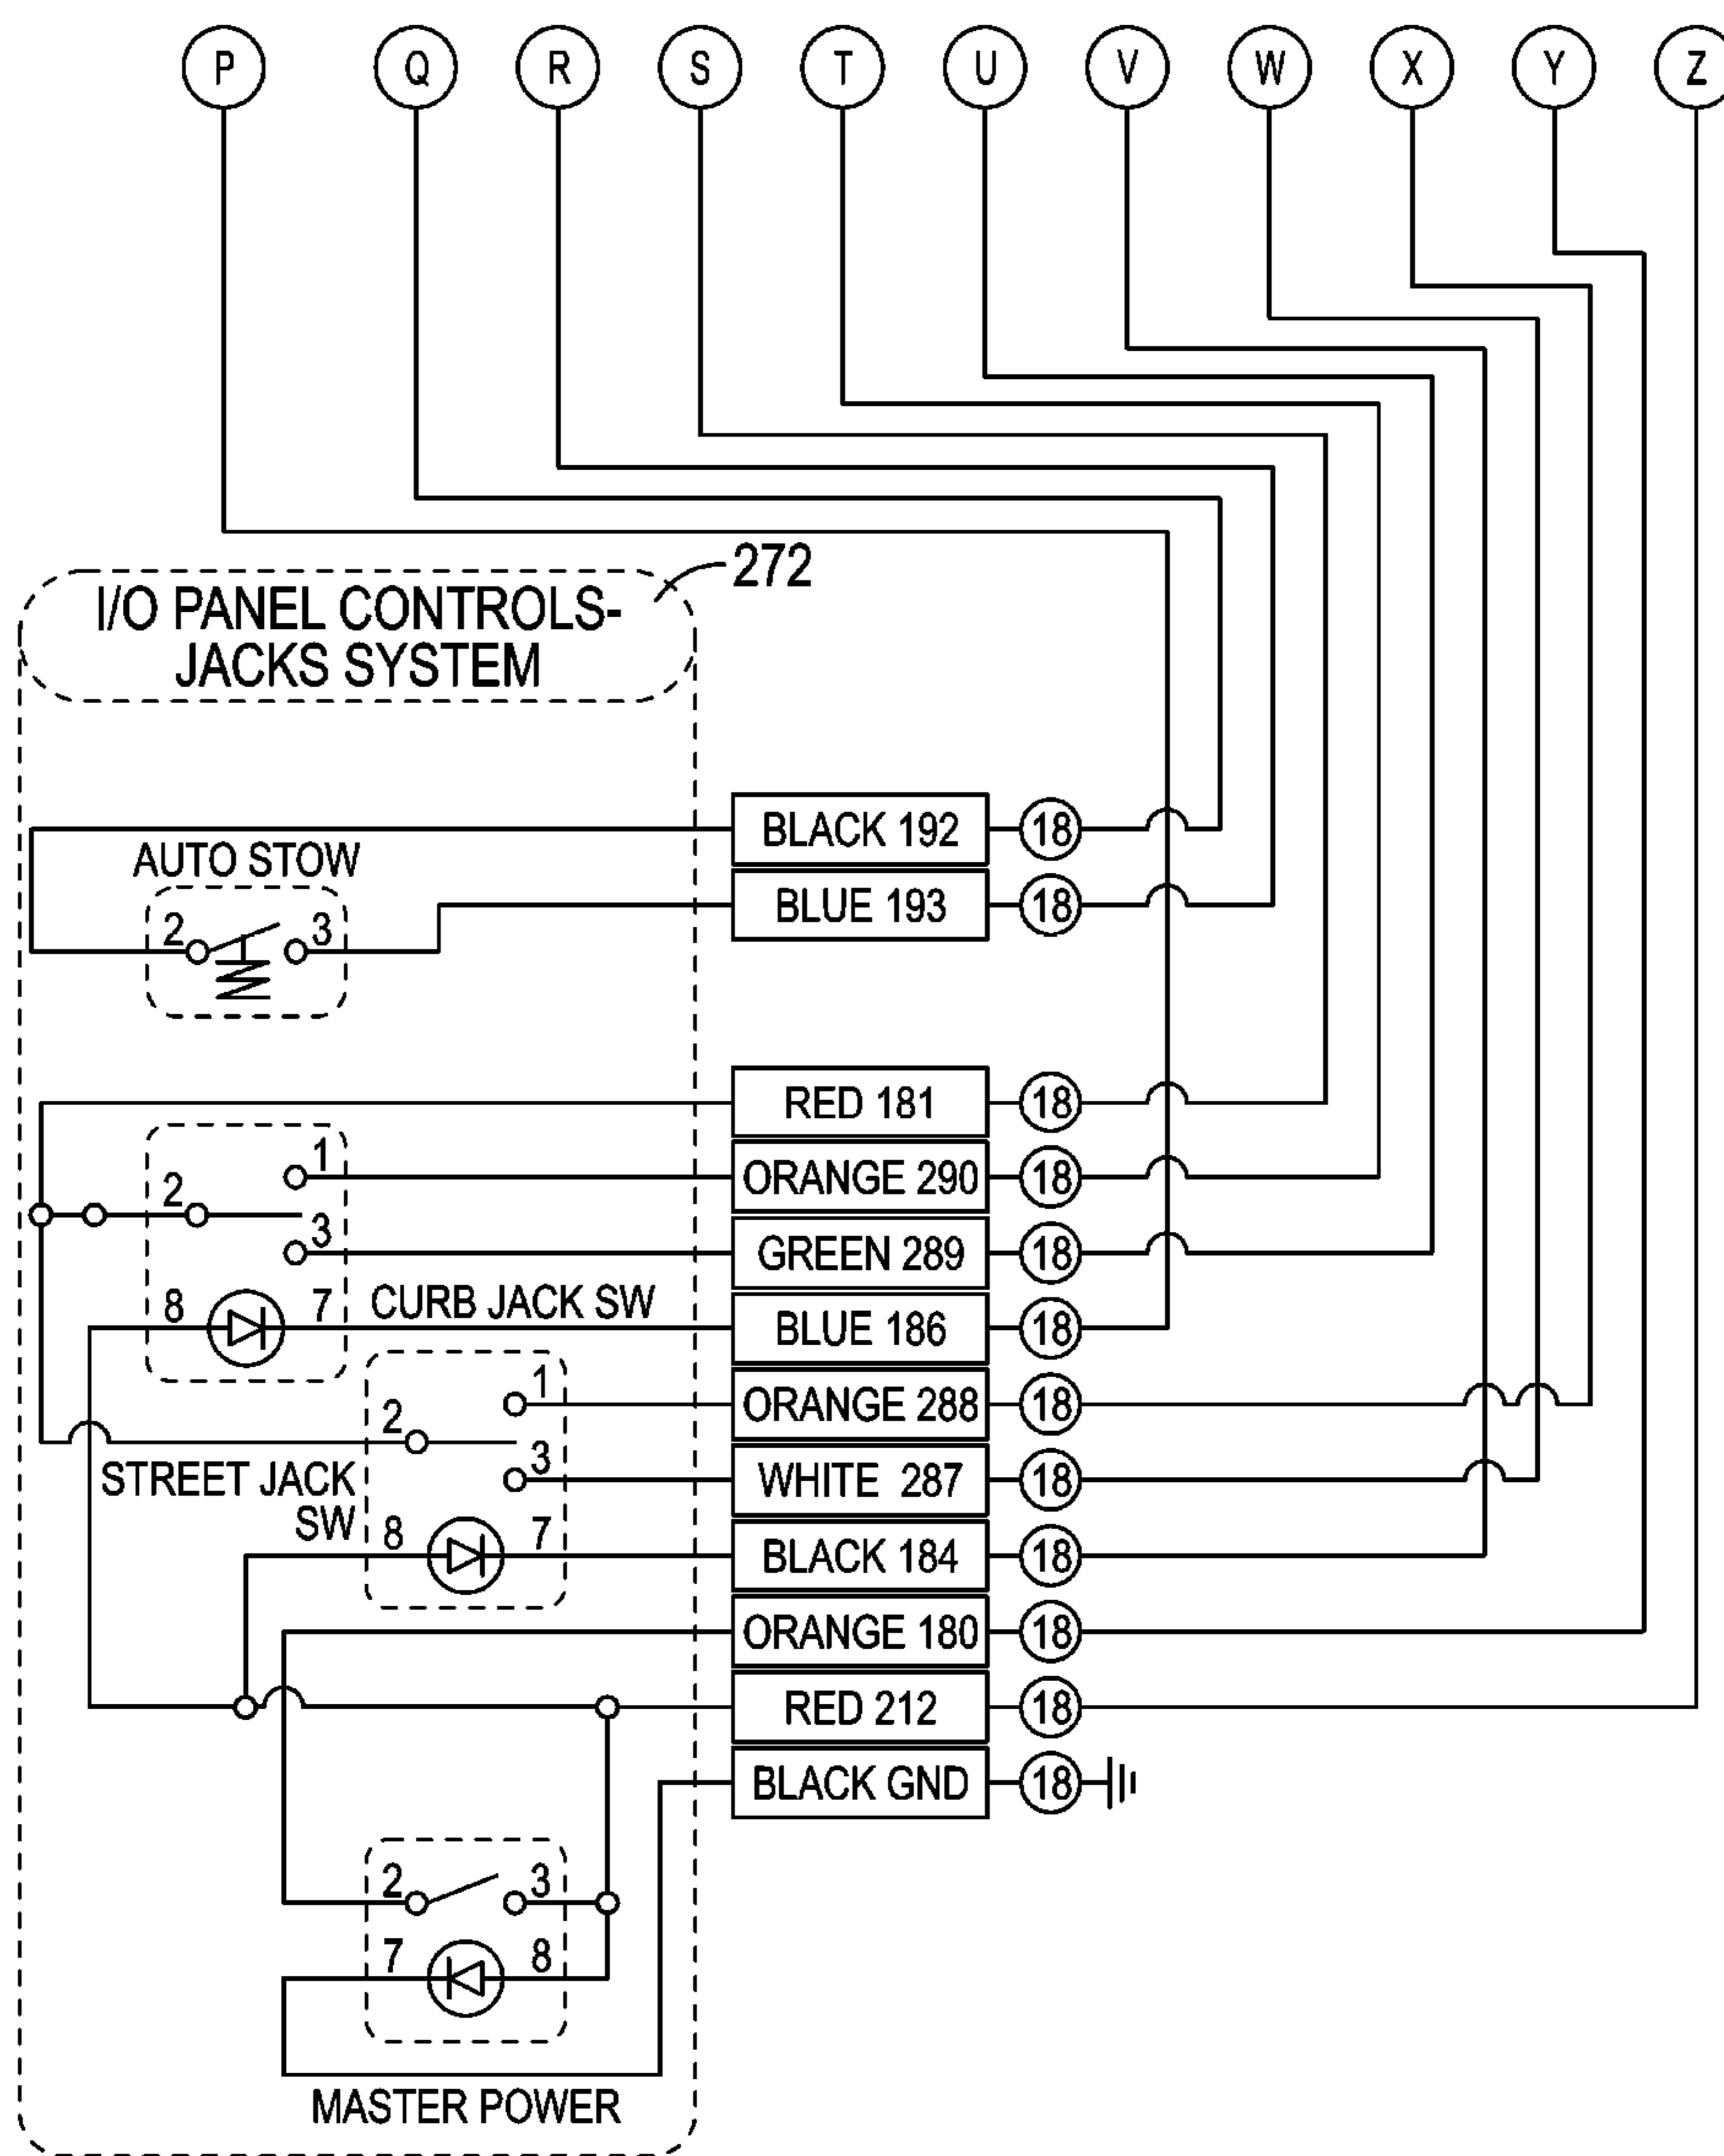 P Q R S T U V W X Y Z
272
I/O PANEL CONTROLS-
JACKS SYSTEM
BLACK 192 18
AUTO STOW
BLUE 193 18
2 3
RED 181 18
1
ORANGE 290 18
2
3
GREEN 289 18
8 7 CURB JACK SW
BLUE 186 18
1
ORANGE 288 18
2
3
STREET JACK
SW
WHITE 287 18
8 7
BLACK 184 18
ORANGE 180 18
RED 212 18
BLACK GND 18
2 3
7 8
MASTER POWER